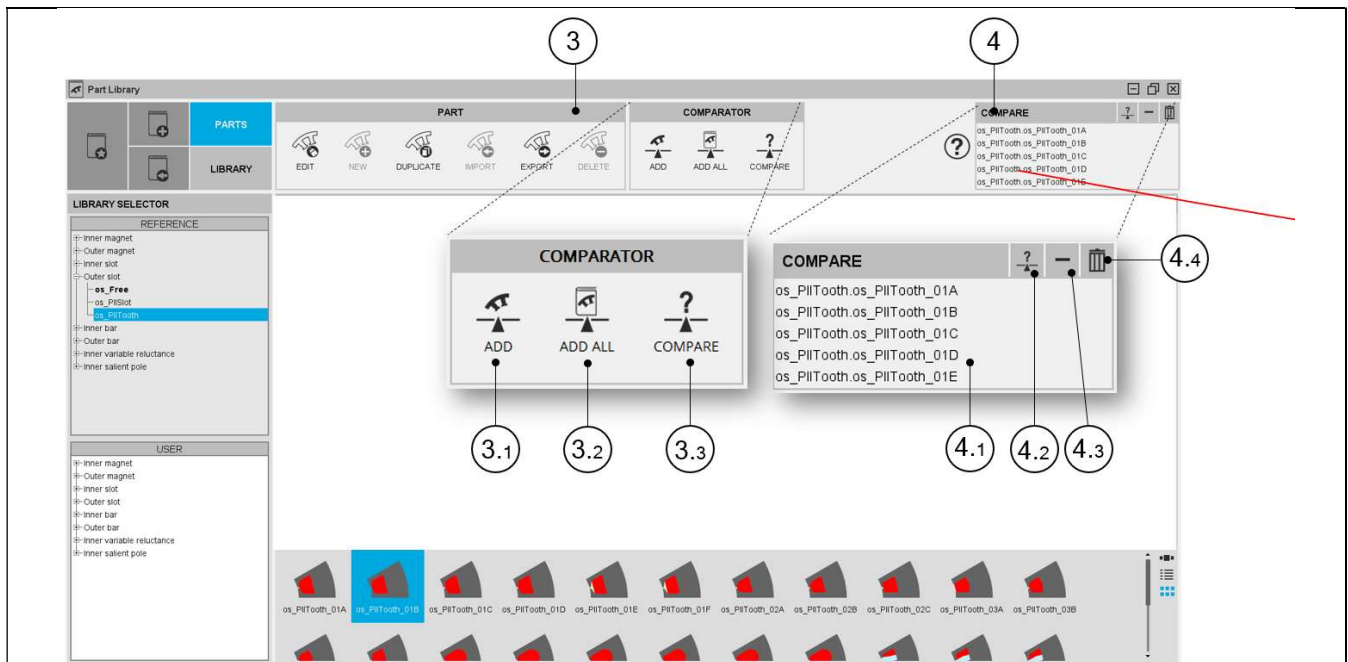 3
4
Part Library
PARTS
LIBRARY
PART
EDIT
NEW
DUPLICATE
IMPORT
EXPORT
DELETE
COMPARATOR
ADD
ADD ALL
?
COMPARE
?
COMPARE
?
os_PllTooth.os_PllTooth_01A
os_PllTooth.os_PllTooth_01B
os_PllTooth.os_PllTooth_01C
os_PllTooth.os_PllTooth_01D
os_PllTooth.os_PllTooth_01E
LIBRARY SELECTOR
REFERENCE
Inner magnet
Outer magnet
Inner slot
Outer slot
os_Free
os_PllSlot
os_PllTooth
Inner bar
Outer bar
Inner variable reluctance
Inner salient pole
USER
Inner magnet
Outer magnet
Inner slot
Outer slot
Inner bar
Outer bar
Inner variable reluctance
Inner salient pole
COMPARATOR
ADD
ADD ALL
?
COMPARE
3.1
3.2
3.3
COMPARE
?
os_PllTooth.os_PllTooth_01A
os_PllTooth.os_PllTooth_01B
os_PllTooth.os_PllTooth_01C
os_PllTooth.os_PllTooth_01D
os_PllTooth.os_PllTooth_01E
4.4
4.1
4.2
4.3
os_PllTooth_01A
os_PllTooth_01B
os_PllTooth_01C
os_PllTooth_01D
os_PllTooth_01E
os_PllTooth_01F
os_PllTooth_02A
os_PllTooth_02B
os_PllTooth_02C
os_PllTooth_03A
os_PllTooth_03B